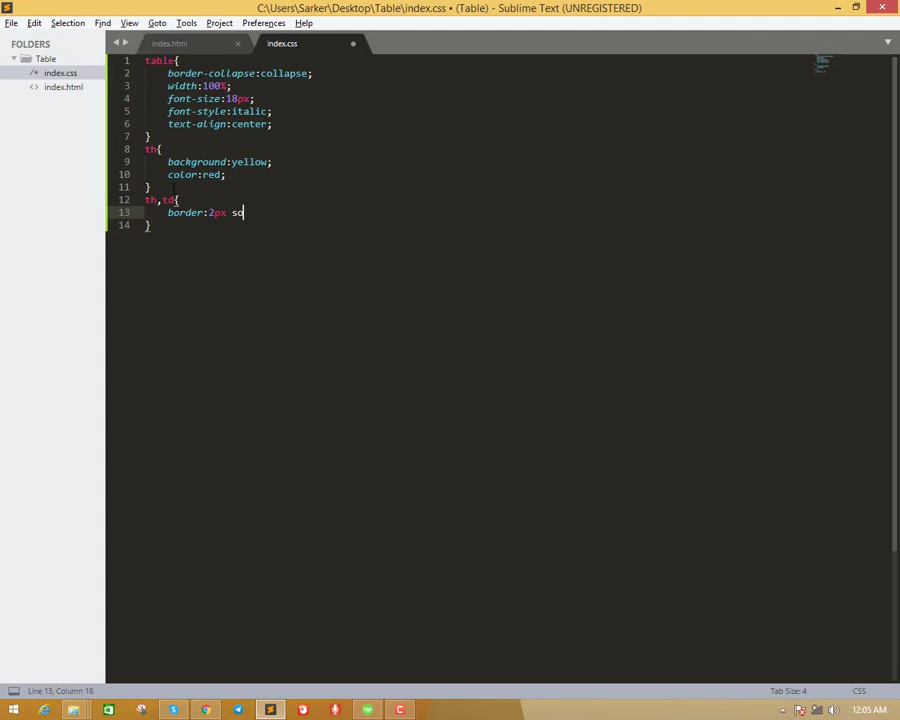 C:\Users\Sarker\Desktop\Table\index.css • (Table) - Sublime Text (UNREGISTERED)
File Edit Selection Find View Goto Tools Project Preferences Help
FOLDERS
Table
/* index.css
<> index.html
index.html ×
index.css
1 table{
2 border-collapse:collapse;
3 width:100%;
4 font-size:18px;
5 font-style:italic;
6 text-align:center;
7 }
8 th{
9 background:yellow;
10 color:red;
11 }
12 th,td{
13 border:2px so
14 }
Line 13, Column 18
Tab Size: 4
CSS
12:05 AM